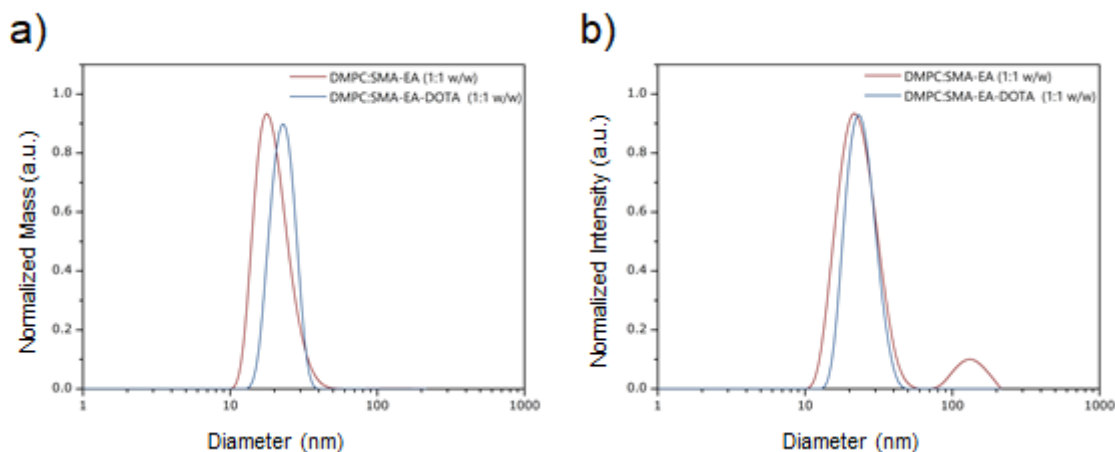 a)
DMPC:SMA-EA (1:1 w/w)
DMPC:SMA-EA-DOTA (1:1 w/w)
Normalized Mass (a.u.)
1.0
0.8
0.6
0.4
0.2
0.0
1 10 100 1000
Diameter (nm)
b)
DMPC:SMA-EA (1:1 w/w)
DMPC:SMA-EA-DOTA (1:1 w/w)
Normalized Intensity (a.u.)
1.0
0.8
0.6
0.4
0.2
0.0
1 10 100 1000
Diameter (nm)